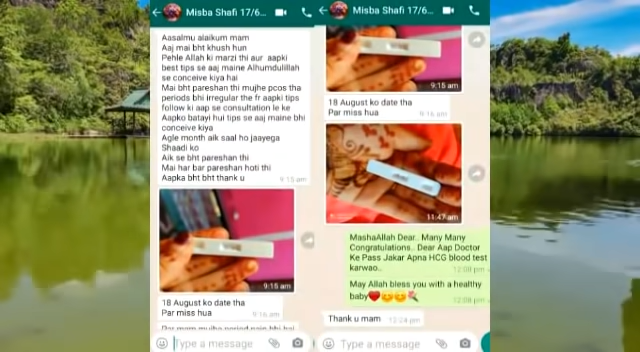 Misba Shafi 17/6...
Aasalmu alaikum mam
Aaj mai bht khush hun
Pehle Allah ki marzi thi aur aapki
best tips se aaj maine Alhumdulillah
se conceive kiya hai
Mai bht pareshan thi mujhe pcos tha
periods bhi irregular the fr aapki tips
follow ki aap se consultation le ke
Aapko batayi hui tips se aaj maine bhi
conceive kiya
Agle month aik saal ho jaayega
Shaadi ko
Aik se bht pareshan thi
Mai har bar pareshan hoti thi
Aapka bht bht thank u
9:15 am
9:15 am
18 August ko date tha
Par miss hua
9:16 am
Par mam mujhe period pain bhi hai
Type a message
Misba Shafi 17/6...
9:15 am
18 August ko date tha
Par miss hua
9:16 am
11:47 am
MashaAllah Dear.. Many Many
Congratulations.. Dear Aap Doctor
Ke Pass Jakar Apna HCG blood test
karwao..
12:08 pm
May Allah bless you with a healthy
baby❤️😊😊💐
12:08 pm
Thank u mam
12:24 pm
Type a message